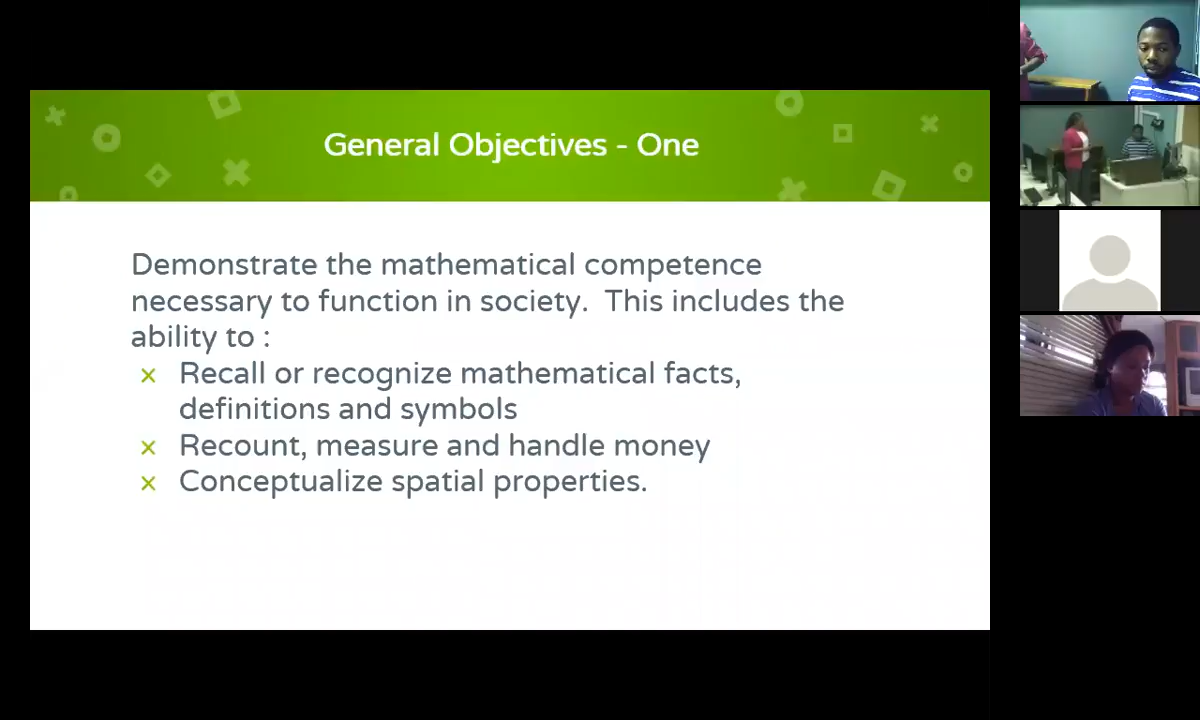 General Objectives - One
Demonstrate the mathematical competence
necessary to function in society. This includes the
ability to :
Recall or recognize mathematical facts,
definitions and symbols
Recount, measure and handle money
Conceptualize spatial properties.